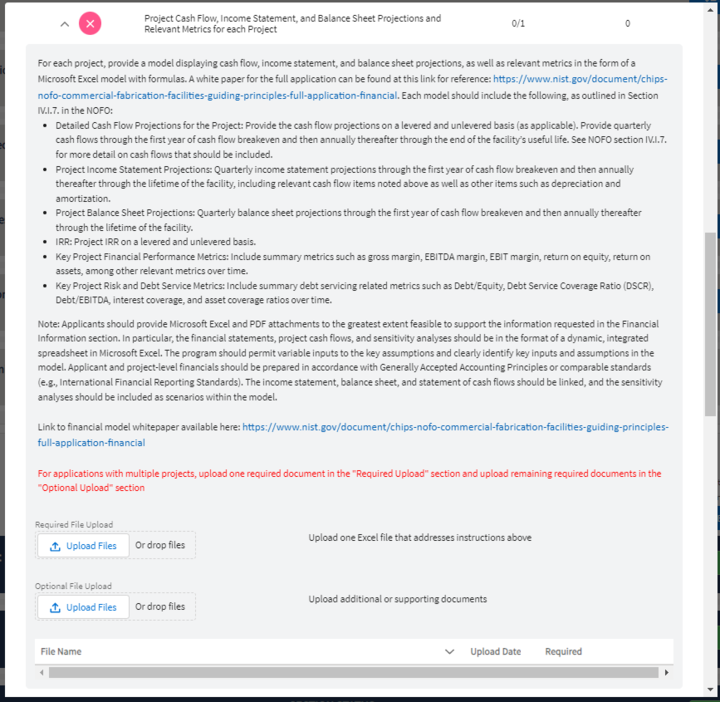 Project Cash Flow, Income Statement, and Balance Sheet Projections and
Relevant Metrics for each Project
0/1
0
For each project, provide a model displaying cash flow, income statement, and balance sheet projections, as well as relevant metrics in the form of a
Microsoft Excel model with formulas. A white paper for the full application can be found at this link for reference: https://www.nist.gov/document/chips-
nofo-commercial-fabrication-facilities-guiding-principles-full-application-financial. Each model should include the following, as outlined in Section
IV.I.7. in the NOFO:
• Detailed Cash Flow Projections for the Project: Provide the cash flow projections on a levered and unlevered basis (as applicable). Provide quarterly
cash flows through the first year of cash flow breakeven and then annually thereafter through the end of the facility's useful life. See NOFO section IV.I.7.
for more detail on cash flows that should be included.
• Project Income Statement Projections: Quarterly income statement projections through the first year of cash flow breakeven and then annually
thereafter through the lifetime of the facility, including relevant cash flow items noted above as well as other items such as depreciation and
amortization.
• Project Balance Sheet Projections: Quarterly balance sheet projections through the first year of cash flow breakeven and then annually thereafter
through the lifetime of the facility.
• IRR: Project IRR on a levered and unlevered basis.
• Key Project Financial Performance Metrics: Include summary metrics such as gross margin, EBITDA margin, EBIT margin, return on equity, return on
assets, among other relevant metrics over time.
• Key Project Risk and Debt Service Metrics: Include summary debt servicing related metrics such as Debt/Equity, Debt Service Coverage Ratio (DSCR),
Debt/EBITDA, interest coverage, and asset coverage ratios over time.
Note: Applicants should provide Microsoft Excel and PDF attachments to the greatest extent feasible to support the information requested in the Financial
Information section. In particular, the financial statements, project cash flows, and sensitivity analyses should be in the format of a dynamic, integrated
spreadsheet in Microsoft Excel. The program should permit variable inputs to the key assumptions and clearly identify key inputs and assumptions in the
model. Applicant and project-level financials should be prepared in accordance with Generally Accepted Accounting Principles or comparable standards
(e.g., International Financial Reporting Standards). The income statement, balance sheet, and statement of cash flows should be linked, and the sensitivity
analyses should be included as scenarios within the model.
Link to financial model whitepaper available here: https://www.nist.gov/document/chips-nofo-commercial-fabrication-facilities-guiding-principles-
full-application-financial
For applications with multiple projects, upload one required document in the "Required Upload" section and upload remaining required documents in the
"Optional Upload" section
Required File Upload
Upload Files
Or drop files
Upload one Excel file that addresses instructions above
Optional File Upload
Upload Files
Or drop files
Upload additional or supporting documents
File Name
Upload Date
Required